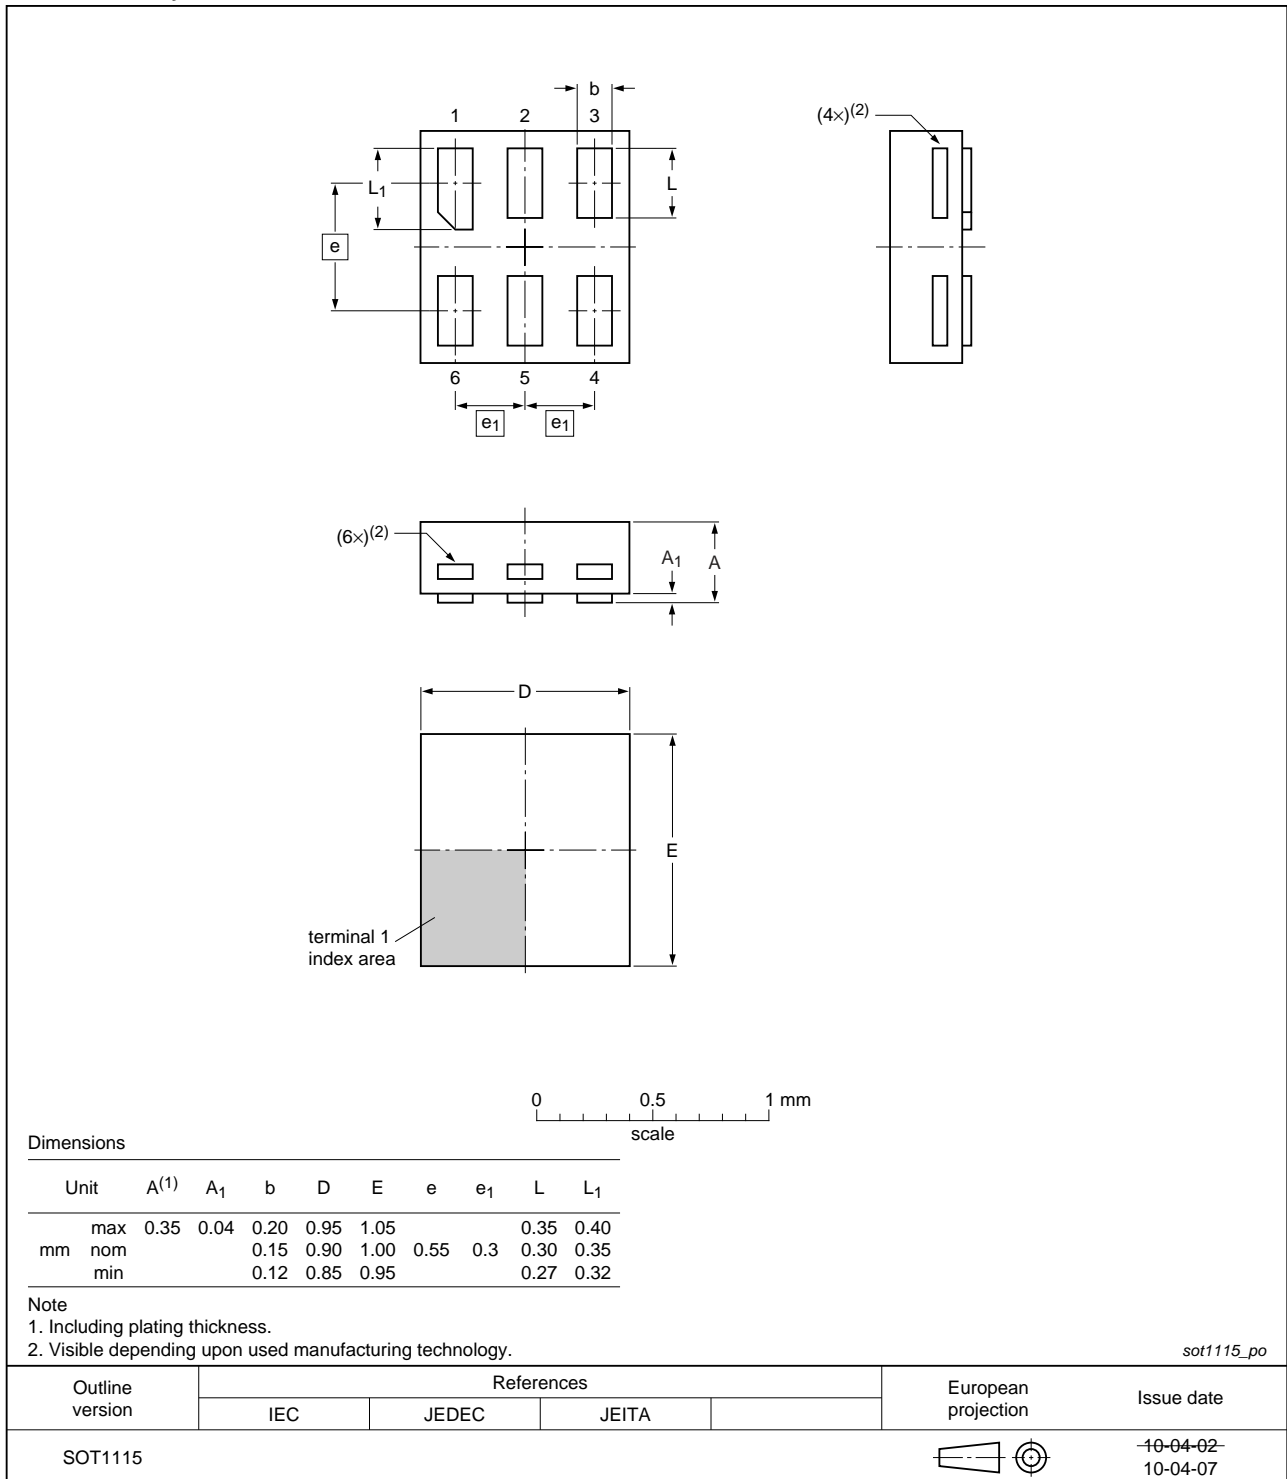 b
1 2 3
(4×)(2)
L1
L
e
6 5 4
e1 e1
(6×)(2)
A1 A
D
E
terminal 1
index area
0 0.5 1 mm
scale
Dimensions
Unit A(1) A1 b D E e e1 L L1
max 0.35 0.04 0.20 0.95 1.05 0.35 0.40
mm nom 0.15 0.90 1.00 0.55 0.3 0.30 0.35
min 0.12 0.85 0.95 0.27 0.32
Note
1. Including plating thickness.
2. Visible depending upon used manufacturing technology.
sot1115_po
Outline
version
References
IEC JEDEC JEITA
European
projection
Issue date
SOT1115
10-04-02
10-04-07